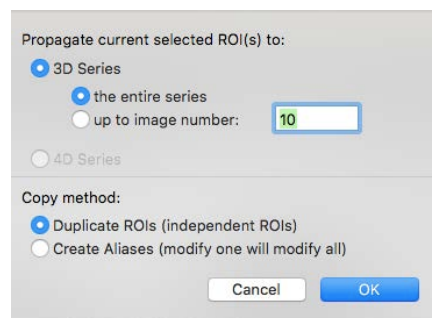 Propagate current selected ROI(s) to:
3D Series
the entire series
up to image number: 10
4D Series
Copy method:
Duplicate ROIs (independent ROIs)
Create Aliases (modify one will modify all)
Cancel OK